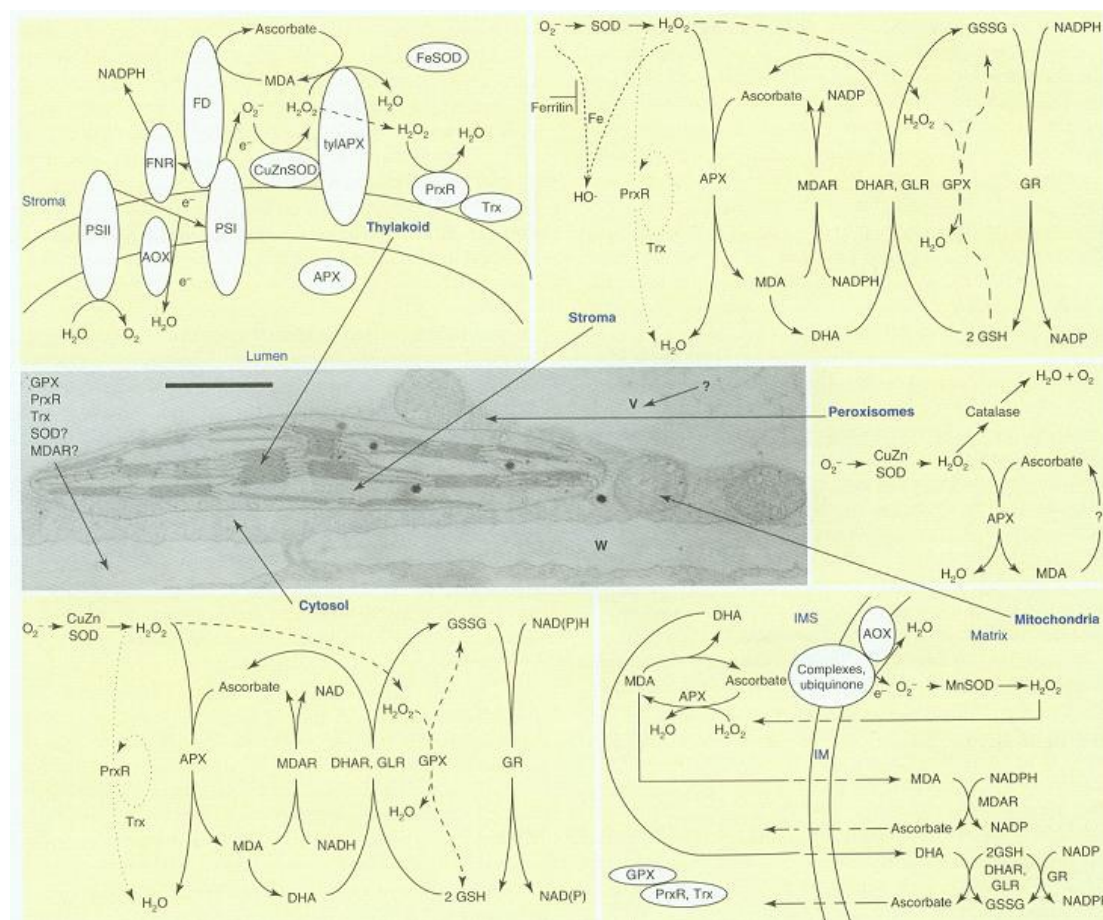 Ascorbate
FeSOD
NADPH
MDA
FD
O₂⁻
H₂O₂
H₂O
tylAPX
H₂O₂
H₂O
e⁻
FNR
CuZnSOD
PrxR
Trx
Stroma
e⁻
PSII
PSI
Thylakoid
AOX
e⁻
APX
H₂O
O₂
H₂O
Lumen
O₂⁻
SOD
H₂O₂
GSSG
NADPH
Ascorbate
NADP
Ferritin
Fe
H₂O₂
HO·
PrxR
APX
MDAR
DHAR, GLR
GPX
GR
Trx
H₂O
MDA
NADPH
Stroma
H₂O
DHA
2 GSH
NADP
GPX
PrxR
Trx
SOD?
MDAR?
V
?
W
Peroxisomes
H₂O + O₂
Catalase
O₂⁻
CuZn
SOD
H₂O₂
Ascorbate
APX
?
H₂O
MDA
Cytosol
O₂⁻
CuZn
SOD
H₂O₂
GSSG
NAD(P)H
Ascorbate
NAD
H₂O₂
PrxR
APX
MDAR
DHAR, GLR
GPX
GR
H₂O
Trx
MDA
NADH
H₂O
DHA
2 GSH
NAD(P)
Mitochondria
DHA
IMS
AOX
H₂O
Matrix
MDA
Ascorbate
Complexes,
ubiquinone
e⁻
O₂⁻
MnSOD
H₂O₂
APX
H₂O
H₂O₂
IM
MDA
NADPH
MDAR
Ascorbate
NADP
DHA
2GSH
NADP
DHAR,
GLR
GR
GPX
PrxR, Trx
Ascorbate
GSSG
NADPH